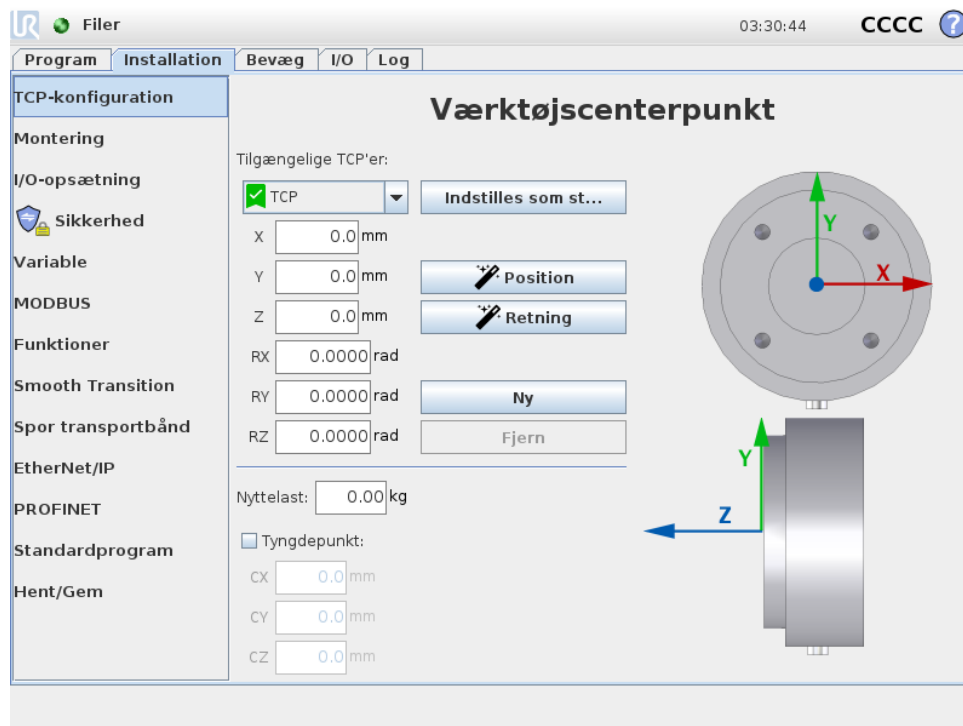 UR Filer 03:30:44 CCCC ?
Program Installation Bevæg I/O Log
TCP-konfiguration
Montering
I/O-opsætning
Sikkerhed
Variable
MODBUS
Funktioner
Smooth Transition
Spor transportbånd
EtherNet/IP
PROFINET
Standardprogram
Hent/Gem
Værktøjscenterpunkt
Tilgængelige TCP'er:
TCP Indstilles som st...
X 0.0 mm
Y 0.0 mm Position
Z 0.0 mm Retning
RX 0.0000 rad
RY 0.0000 rad Ny
RZ 0.0000 rad Fjern
Nyttelast: 0.00 kg
Tyngdepunkt:
CX 0.0 mm
CY 0.0 mm
CZ 0.0 mm
Y
X
Y
Z